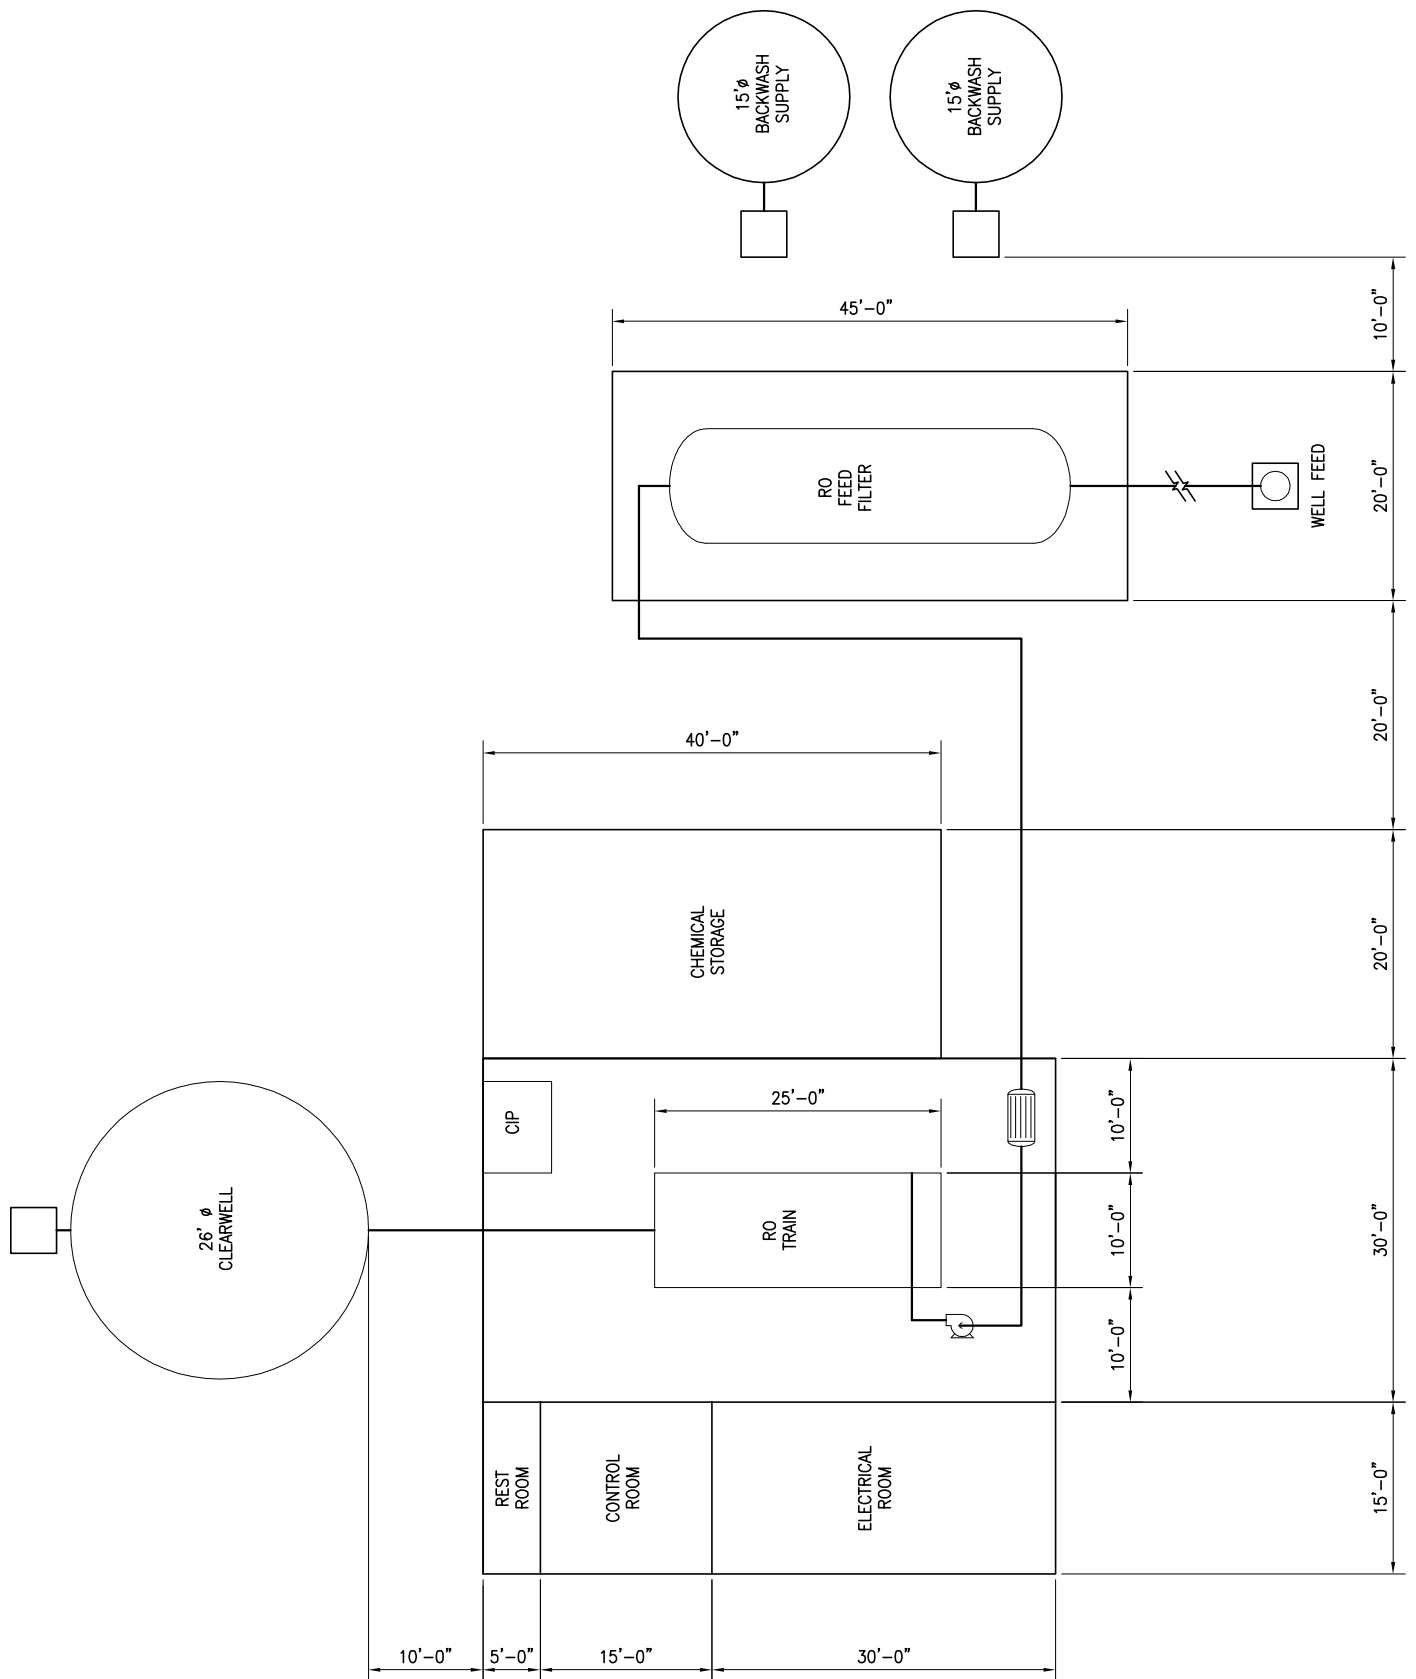 15'ø
BACKWASH
SUPPLY
15'ø
BACKWASH
SUPPLY
10'-0"
45'-0"
RO
FEED
FILTER
20'-0"
WELL FEED
20'-0"
40'-0"
CHEMICAL
STORAGE
20'-0"
CIP
25'-0"
10'-0"
26' ø
CLEARWELL
RO
TRAIN
10'-0"
30'-0"
10'-0"
REST
ROOM
CONTROL
ROOM
ELECTRICAL
ROOM
15'-0"
10'-0"
5'-0"
15'-0"
30'-0"